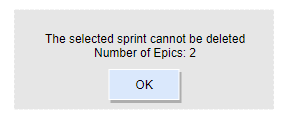 The selected sprint cannot be deleted
Number of Epics: 2
OK